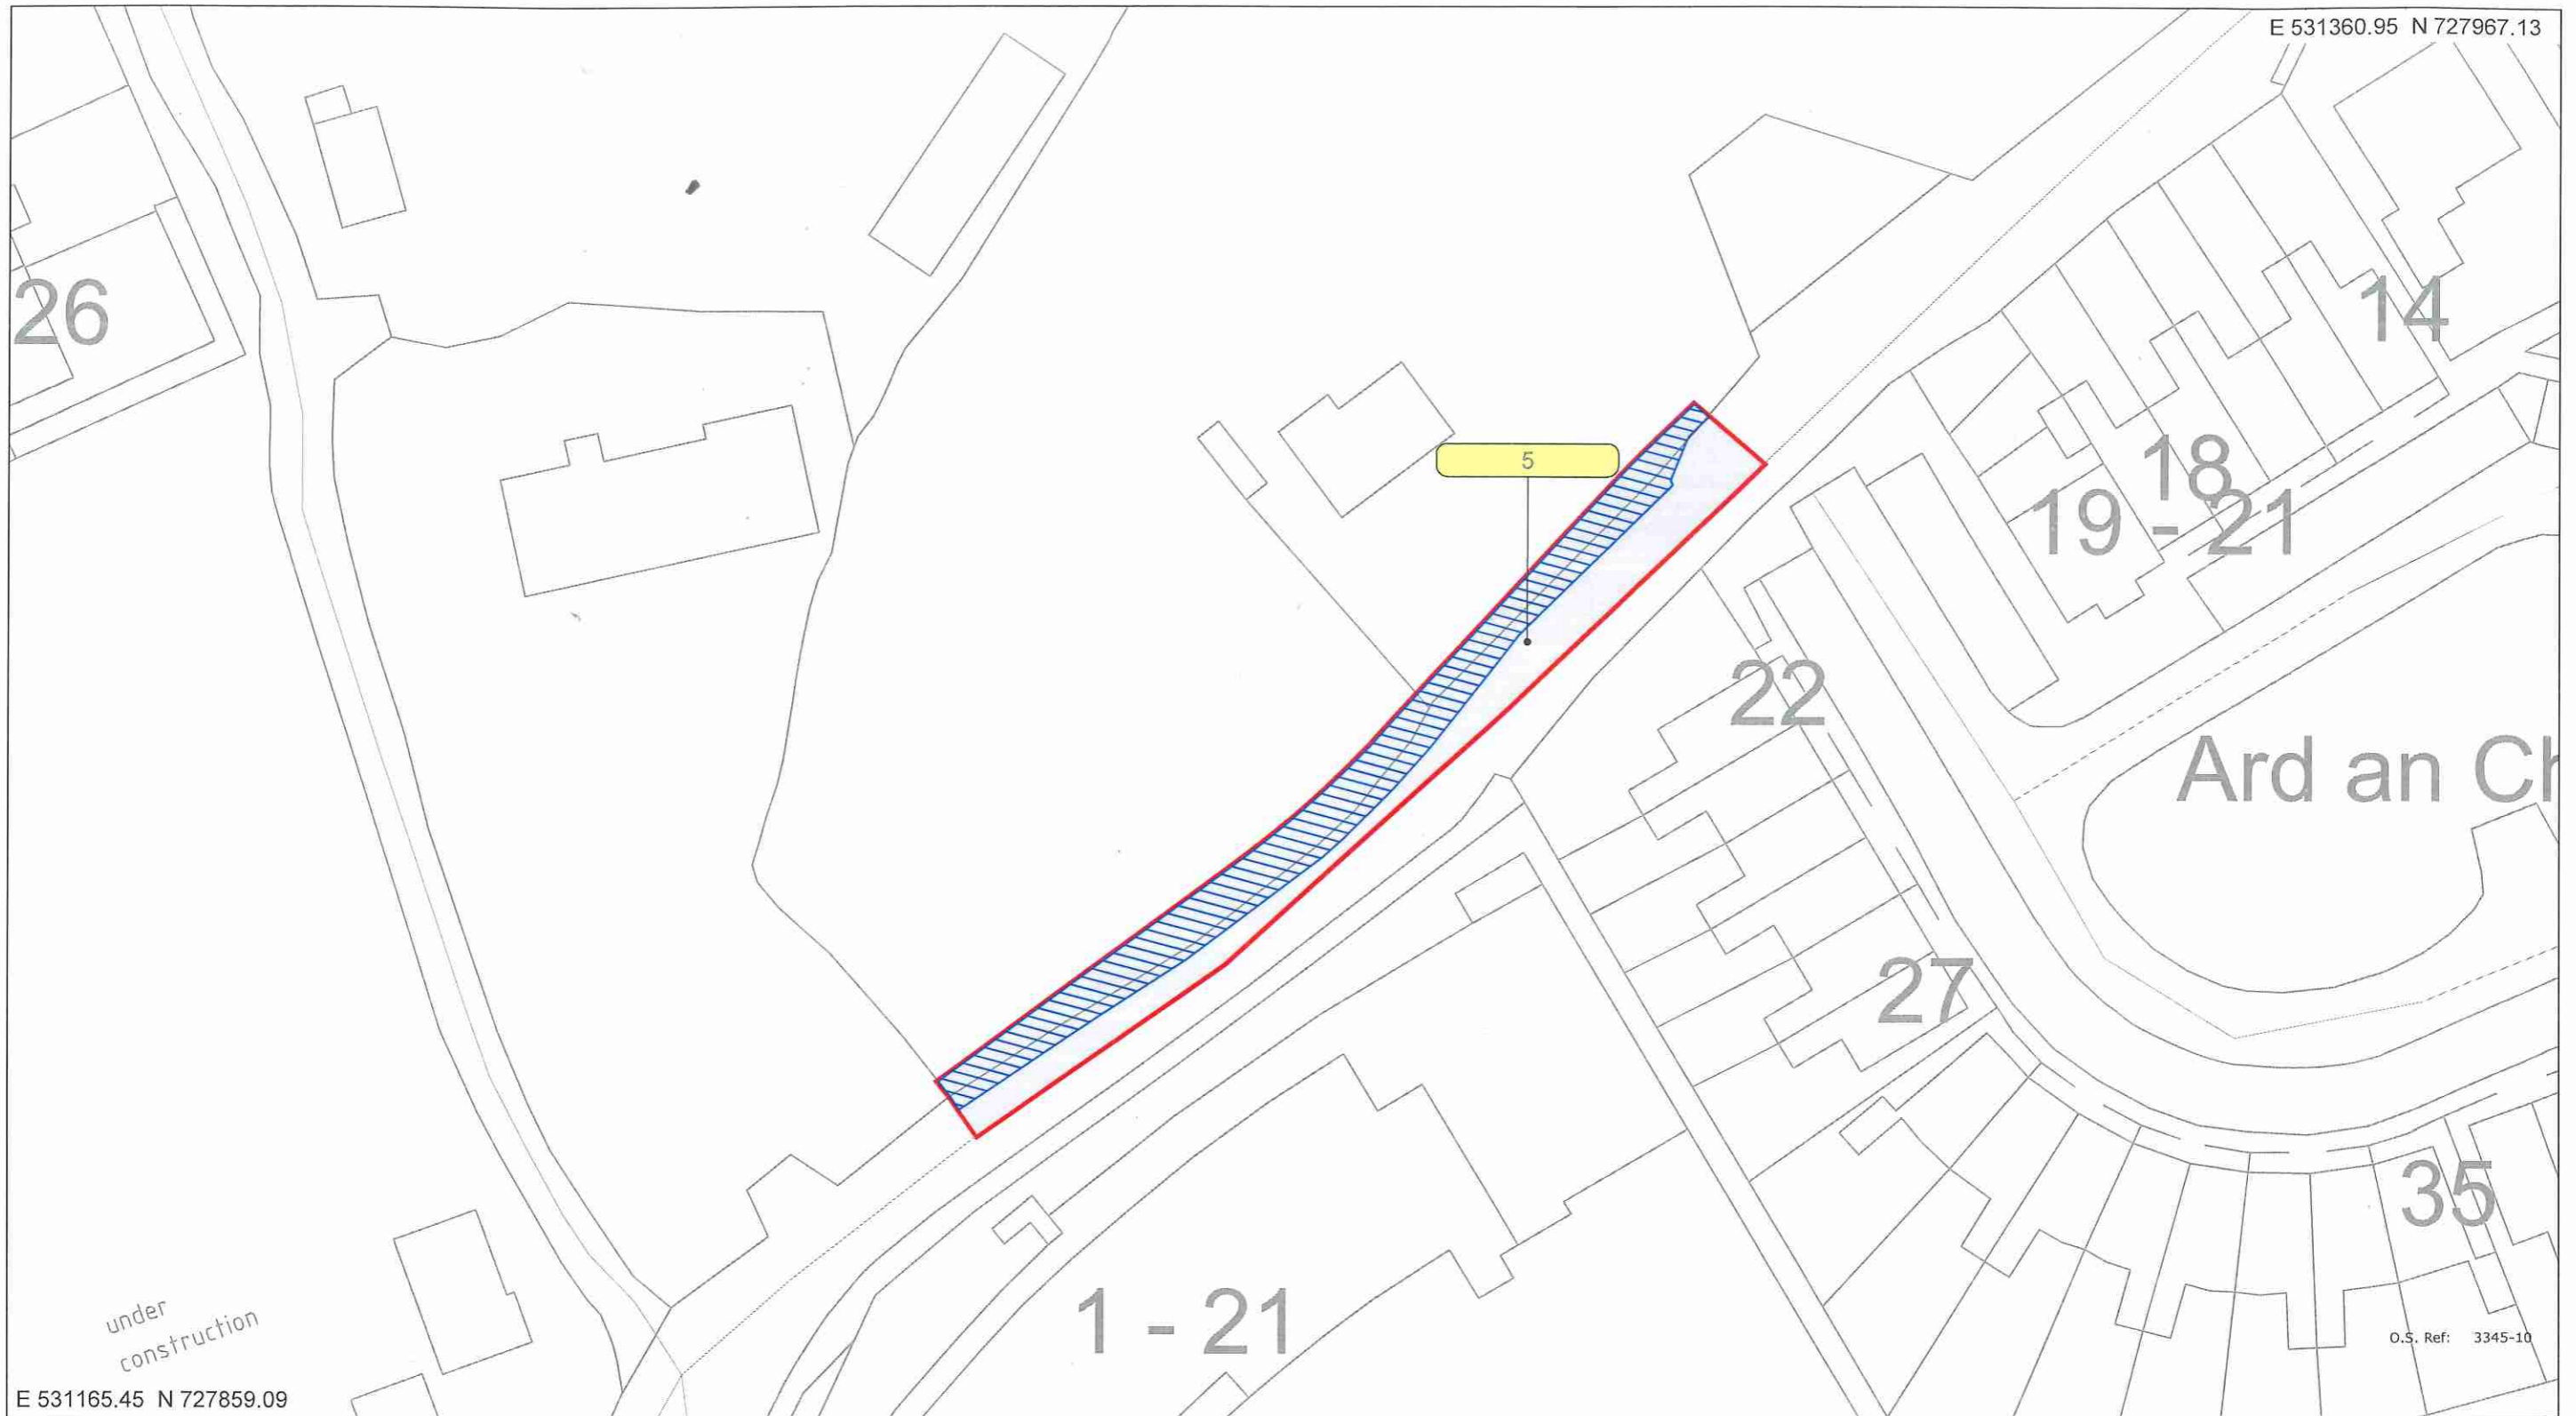 E 531360.95 N 727967.13
26
14
5
18
19 - 21
22
Ard an Ch
27
35
under
construction
1 - 21
O.S. Ref: 3345-10
E 531165.45 N 727859.09